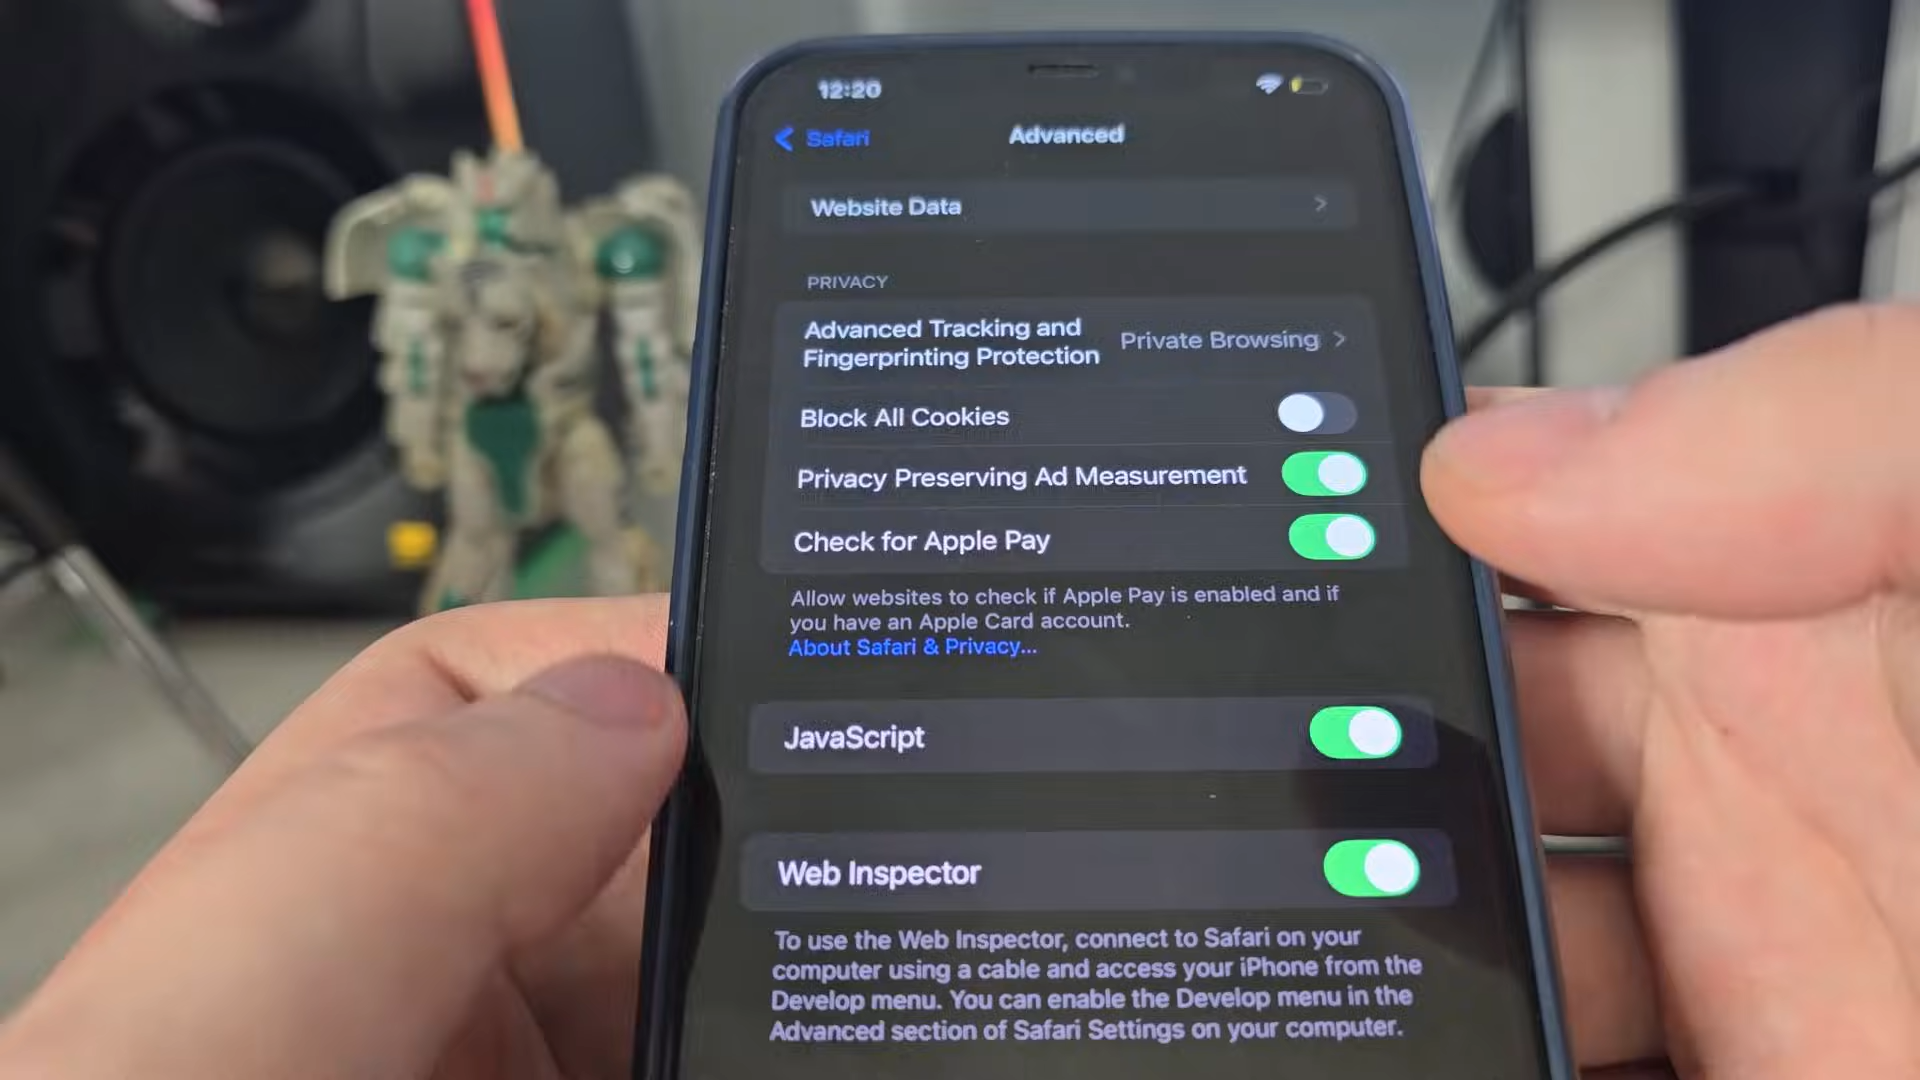 12:20
Safari
Advanced
Website Data
PRIVACY
Advanced Tracking and
Fingerprinting Protection
Private Browsing
Block All Cookies
Privacy Preserving Ad Measurement
Check for Apple Pay
Allow websites to check if Apple Pay is enabled and if
you have an Apple Card account.
About Safari & Privacy...
JavaScript
Web Inspector
To use the Web Inspector, connect to Safari on your
computer using a cable and access your iPhone from the
Develop menu. You can enable the Develop menu in the
Advanced section of Safari Settings on your computer.